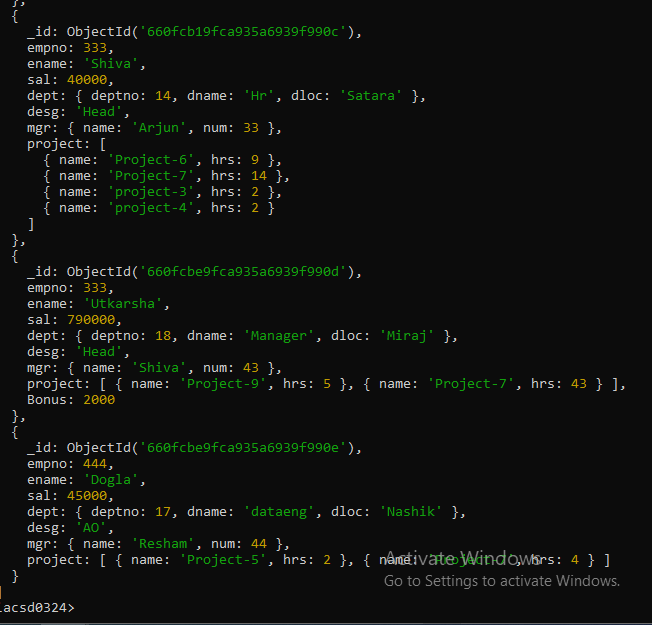 },
{
_id: ObjectId('660fcb19fca935a6939f990c'),
empno: 333,
ename: 'Shiva',
sal: 40000,
dept: { deptno: 14, dname: 'Hr', dloc: 'Satara' },
desg: 'Head',
mgr: { name: 'Arjun', num: 33 },
project: [
{ name: 'Project-6', hrs: 9 },
{ name: 'Project-7', hrs: 14 },
{ name: 'project-3', hrs: 2 },
{ name: 'project-4', hrs: 2 }
]
},
{
_id: ObjectId('660fcbe9fca935a6939f990d'),
empno: 333,
ename: 'Utkarsha',
sal: 790000,
dept: { deptno: 18, dname: 'Manager', dloc: 'Miraj' },
desg: 'Head',
mgr: { name: 'Shiva', num: 43 },
project: [ { name: 'Project-9', hrs: 5 }, { name: 'Project-7', hrs: 43 } ],
Bonus: 2000
},
{
_id: ObjectId('660fcbe9fca935a6939f990e'),
empno: 444,
ename: 'Dogla',
sal: 45000,
dept: { deptno: 17, dname: 'dataeng', dloc: 'Nashik' },
desg: 'AO',
mgr: { name: 'Resham', num: 44 },
project: [ { name: 'Project-5', hrs: 2 }, { name: hrs: 4 } ]
Activate Windows
}
Go to Settings to activate Windows.
]
acsd0324>